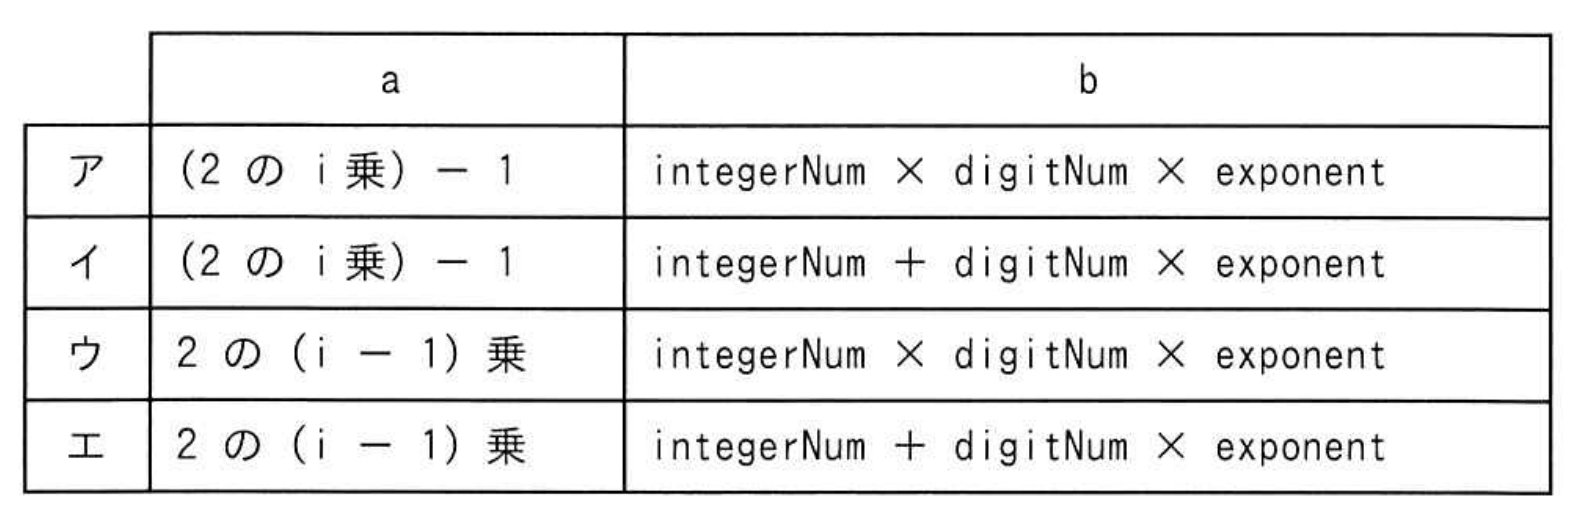 a b
ア (2 の i 乗) − 1 integerNum × digitNum × exponent
イ (2 の i 乗) − 1 integerNum + digitNum × exponent
ウ 2 の (i − 1) 乗 integerNum × digitNum × exponent
エ 2 の (i − 1) 乗 integerNum + digitNum × exponent